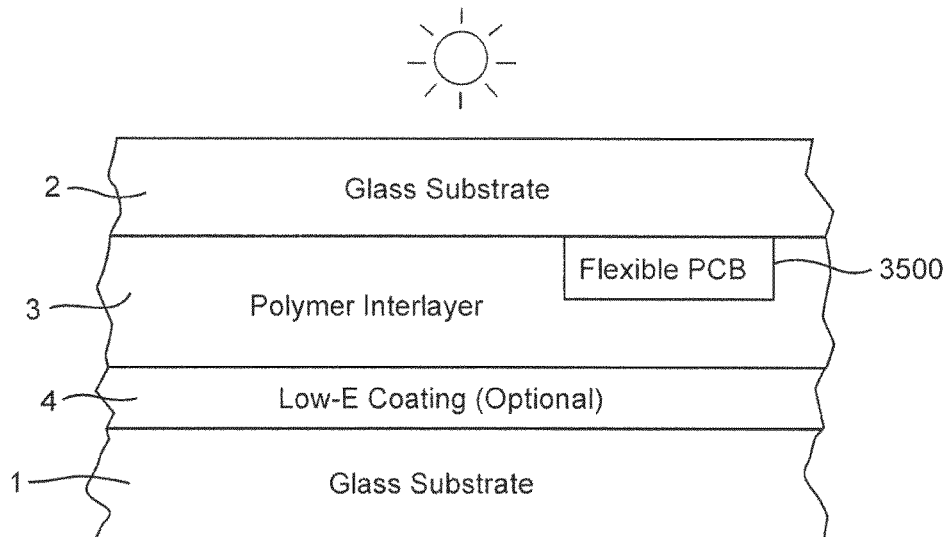 2
Glass Substrate
Flexible PCB
3500
3
Polymer Interlayer
4
Low-E Coating (Optional)
1
Glass Substrate